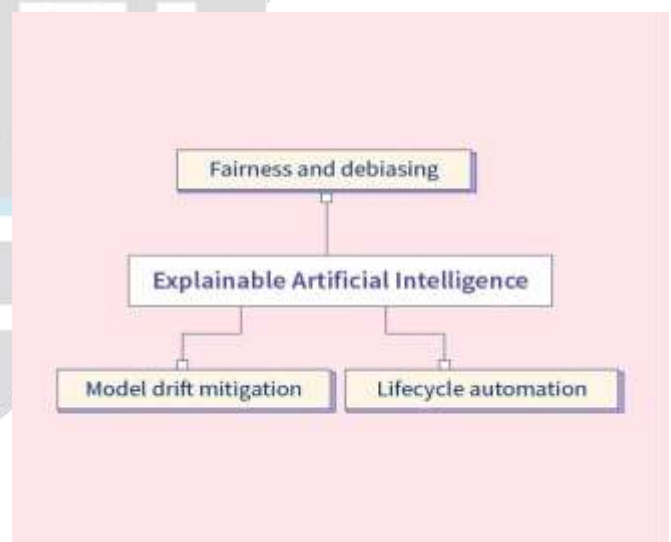 Fairness and debiasing
Explainable Artificial Intelligence
Model drift mitigation
Lifecycle automation